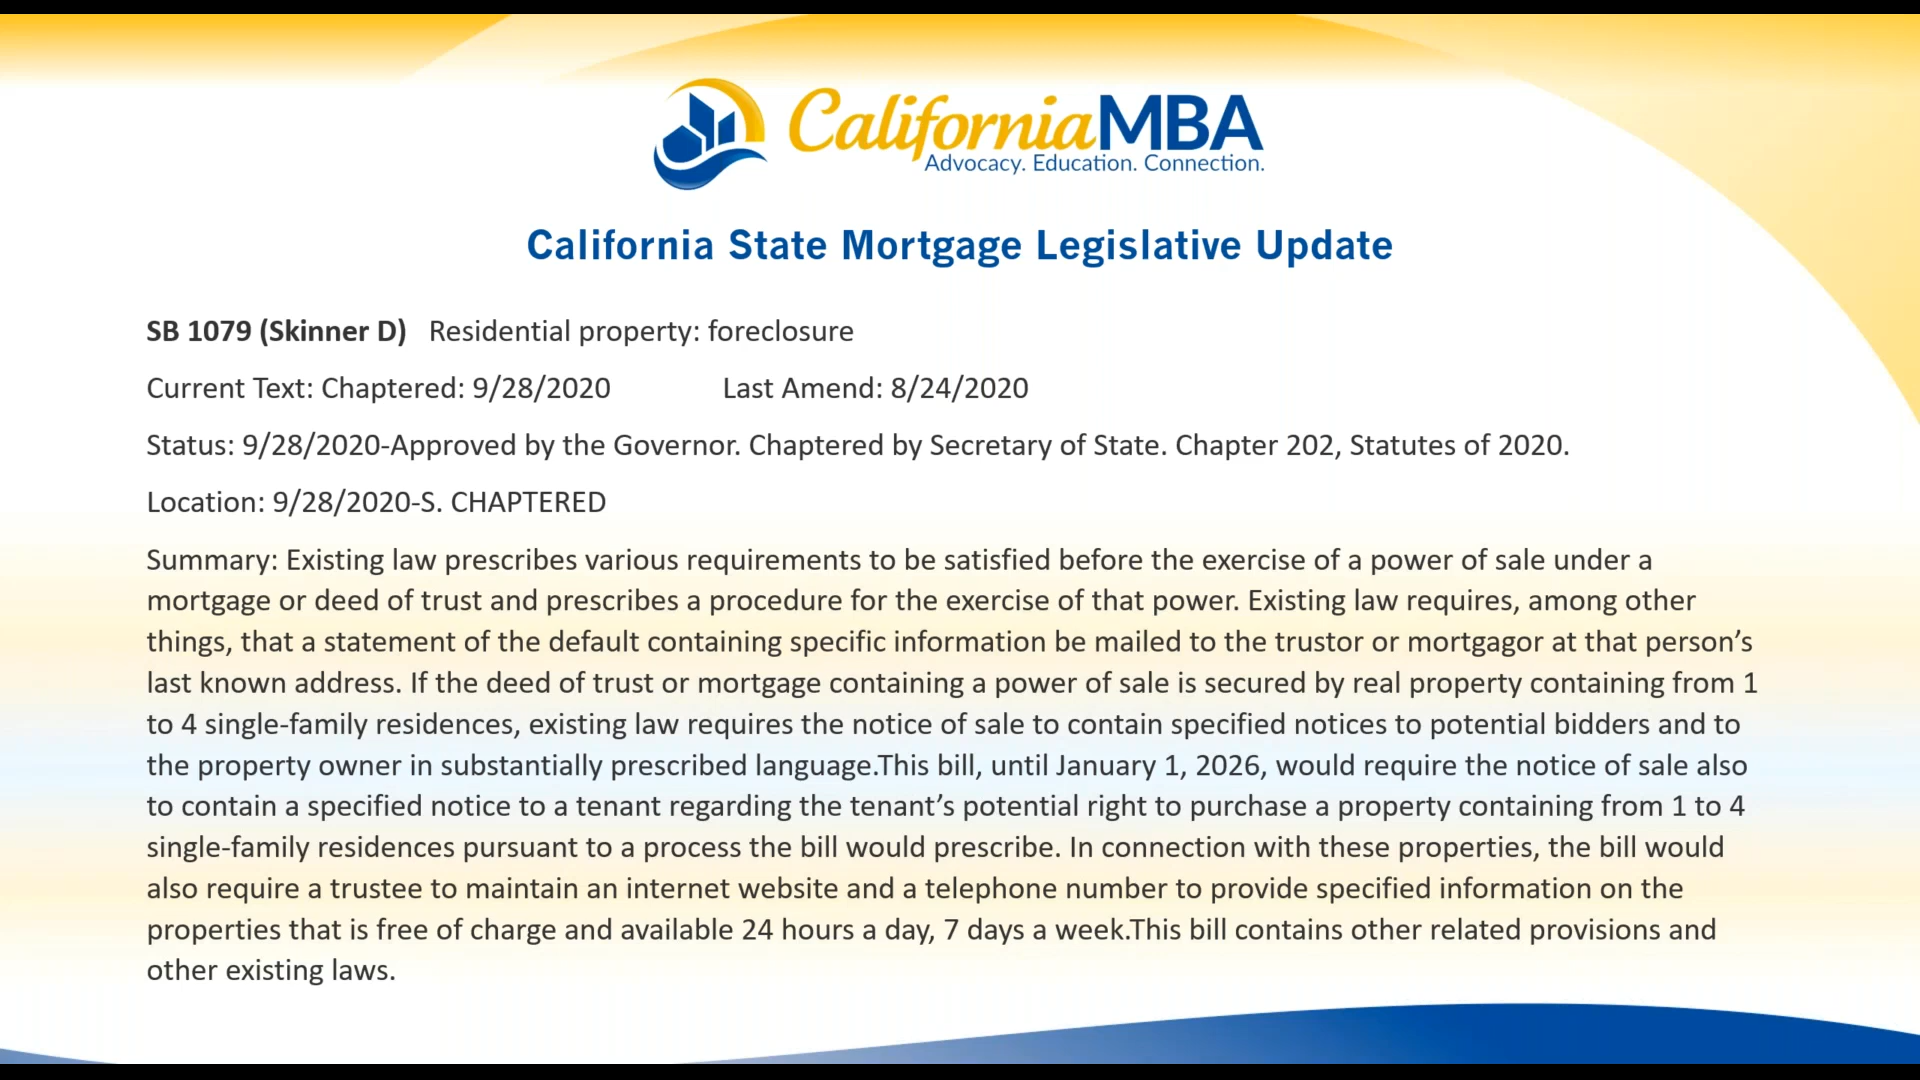 CaliforniaMBA
Advocacy. Education. Connection.
California State Mortgage Legislative Update
SB 1079 (Skinner D) Residential property: foreclosure
Current Text: Chaptered: 9/28/2020 Last Amend: 8/24/2020
Status: 9/28/2020-Approved by the Governor. Chaptered by Secretary of State. Chapter 202, Statutes of 2020.
Location: 9/28/2020-S. CHAPTERED
Summary: Existing law prescribes various requirements to be satisfied before the exercise of a power of sale under a
mortgage or deed of trust and prescribes a procedure for the exercise of that power. Existing law requires, among other
things, that a statement of the default containing specific information be mailed to the trustor or mortgagor at that person’s
last known address. If the deed of trust or mortgage containing a power of sale is secured by real property containing from 1
to 4 single-family residences, existing law requires the notice of sale to contain specified notices to potential bidders and to
the property owner in substantially prescribed language.This bill, until January 1, 2026, would require the notice of sale also
to contain a specified notice to a tenant regarding the tenant’s potential right to purchase a property containing from 1 to 4
single-family residences pursuant to a process the bill would prescribe. In connection with these properties, the bill would
also require a trustee to maintain an internet website and a telephone number to provide specified information on the
properties that is free of charge and available 24 hours a day, 7 days a week.This bill contains other related provisions and
other existing laws.